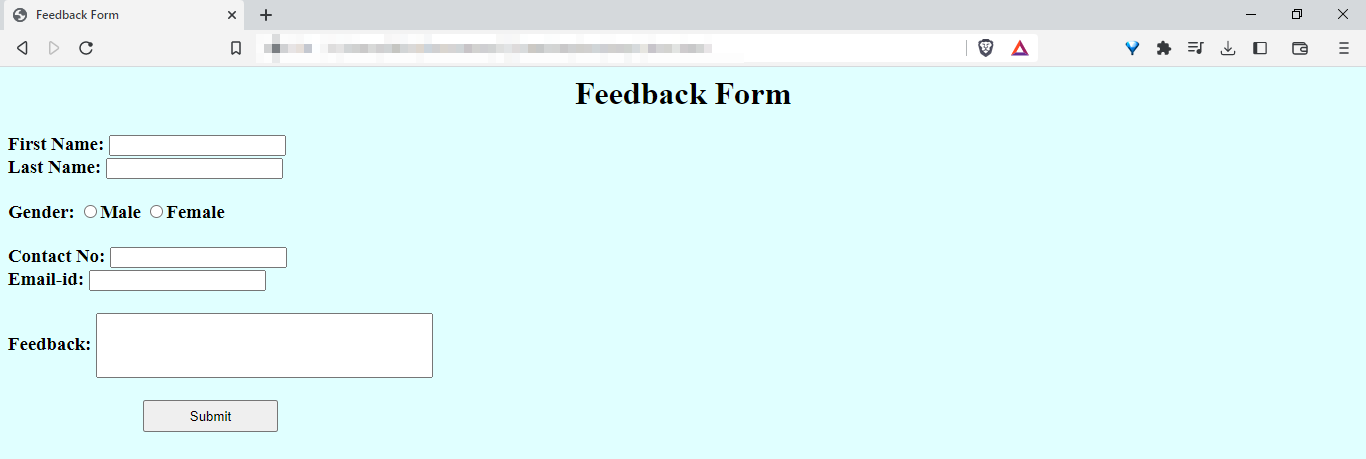 Feedback Form
Feedback Form
First Name:
Last Name:
Gender: Male Female
Contact No:
Email-id:
Feedback:
Submit